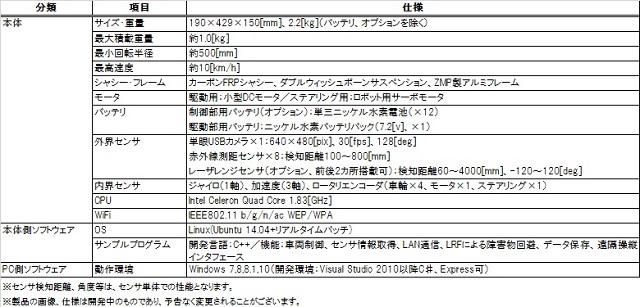 分類 項目 仕様
本体 サイズ・重量 190×429×150[mm]、2.2[kg](バッテリ、オプションを除く)
最大積載重量 約1.0[kg]
最小回転半径 約500[mm]
最高速度 約10[km/h]
シャシー・フレーム カーボンFRPシャシー、ダブルウィッシュボーンサスペンション、ZMP製アルミフレーム
モータ 駆動用;小型DCモータ/ステアリング用;ロボット用サーボモータ
バッテリ 制御部用バッテリ(オプション);単三ニッケル水素電池(×12)
駆動部用バッテリ;ニッケル水素バッテリパック(7.2[v]、×1)
外界センサ 単眼USBカメラ×1:640×480[pix]、30[fps]、128[deg]
赤外線測距センサ×8;検知距離100~800[mm]
レーザレンジセンサ(オプション、前後2カ所搭載可);検知距離60~4000[mm]、-120~120[deg]
内界センサ ジャイロ(1軸)、加速度(3軸)、ロータリエンコーダ(車輪×4、モータ×1、ステアリング×1)
CPU Intel Celeron Quad Core 1.83[GHz]
WiFi IEEE802.11 b/g/n/ac WEP/WPA
本体側ソフトウェア OS Linux(Ubuntu 14.04+リアルタイムパッチ)
サンプルプログラム 開発言語:C++/機能:車両制御、センサ情報取得、LAN通信、LRFによる障害物回避、データ保存、遠隔操縦
インタフェース
PC側ソフトウェア 動作環境 Windows 7,8,8.1,10(開発環境:Visual Studio 2010以降C#、Express可)
※センサ検知距離、角度等は、センサ単体での性能となります。
※製品の画像、仕様は開発中のものであり、予告なく変更されることがございます。